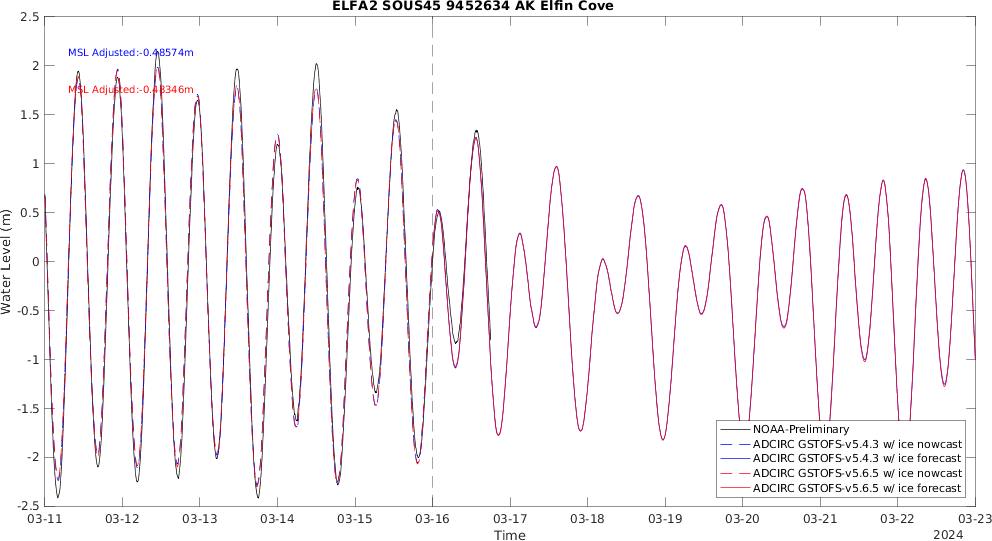 ELFA2 SOUS45 9452634 AK Elfin Cove
2.5
2
1.5
1
0.5
0
-0.5
-1
-1.5
-2
-2.5
Water Level (m)
MSL Adjusted:-0.48574m
MSL Adjusted:-0.48346m
NOAA-Preliminary
ADCIRC GSTOFS-v5.4.3 w/ ice nowcast
ADCIRC GSTOFS-v5.4.3 w/ ice forecast
ADCIRC GSTOFS-v5.6.5 w/ ice nowcast
ADCIRC GSTOFS-v5.6.5 w/ ice forecast
03-11 03-12 03-13 03-14 03-15 03-16 03-17 03-18 03-19 03-20 03-21 03-22 03-23
Time
2024